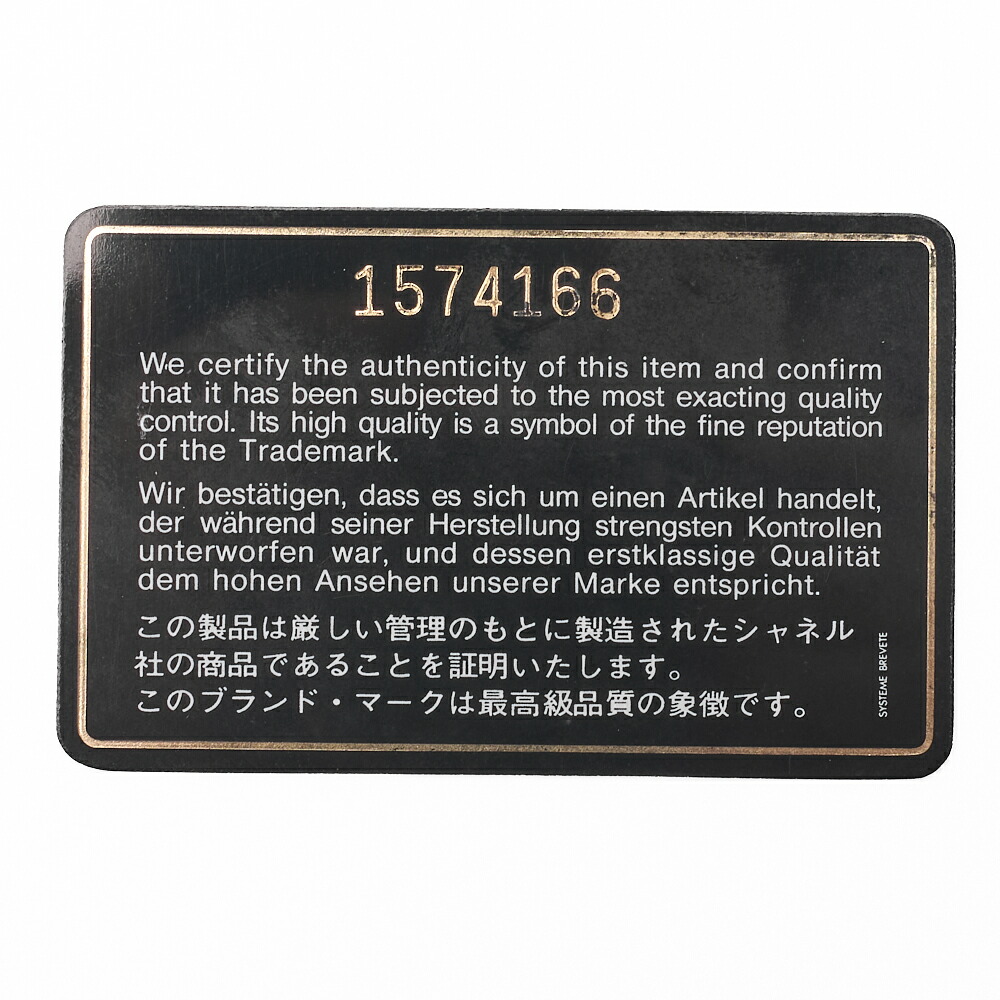 1574166
We certify the authenticity of this item and confirm
that it has been subjected to the most exacting quality
control. Its high quality is a symbol of the fine reputation
of the Trademark.
Wir bestätigen, dass es sich um einen Artikel handelt,
der während seiner Herstellung strengsten Kontrollen
unterworfen war, und dessen erstklassige Qualität
dem hohen Ansehen unserer Marke entspricht.
この製品は厳しい管理のもとに製造されたシャネル
社の商品であることを証明いたします。
このブランド・マークは最高級品質の象徴です。
SYSTEME BREVETE